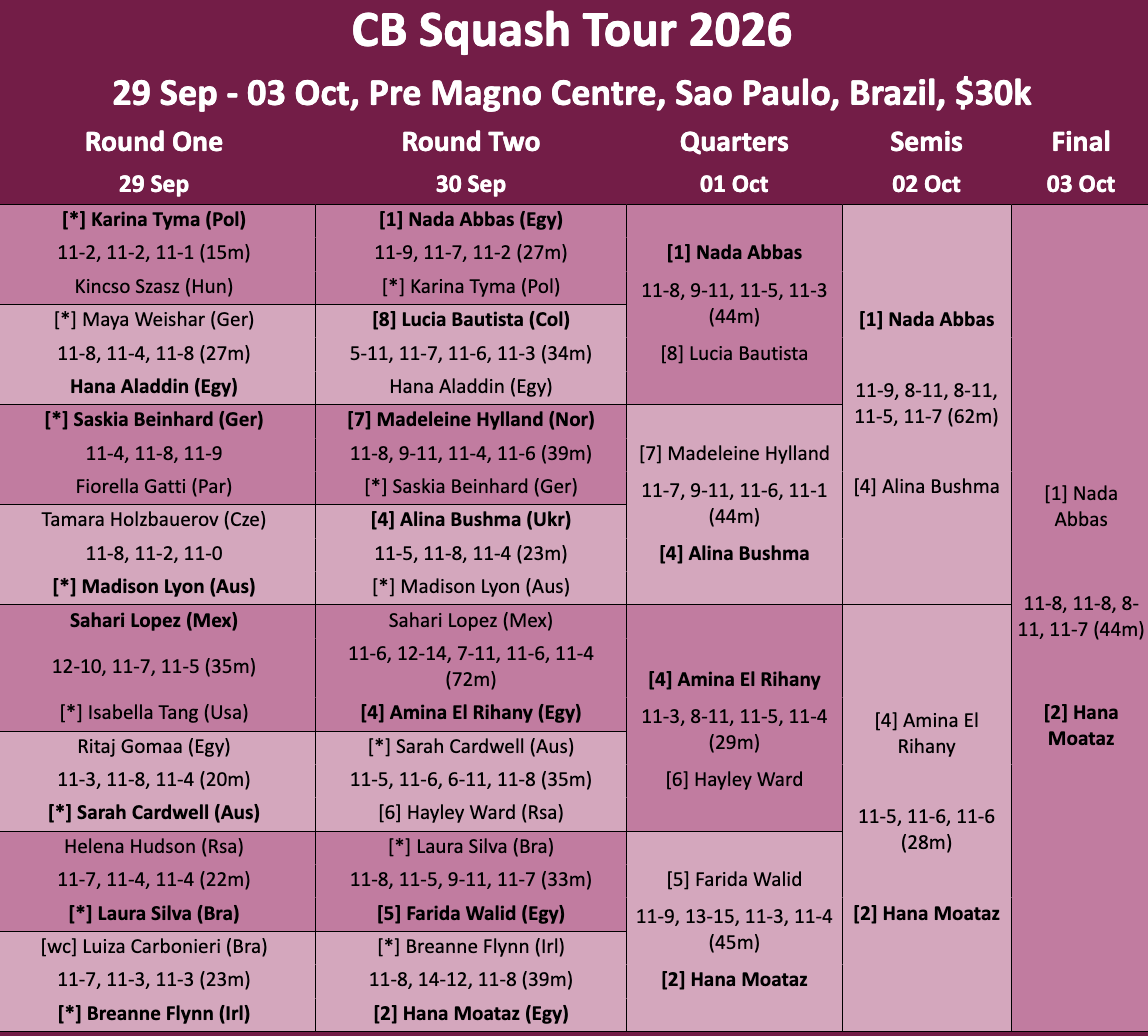 CB Squash Tour 2026
29 Sep - 03 Oct, Pre Magno Centre, Sao Paulo, Brazil, $30k
Round One
29 Sep
Round Two
30 Sep
Quarters
01 Oct
Semis
02 Oct
Final
03 Oct
[*] Karina Tyma (Pol)
11-2, 11-2, 11-1 (15m)
Kincso Szasz (Hun)
[*] Maya Weishar (Ger)
11-8, 11-4, 11-8 (27m)
Hana Aladdin (Egy)
[*] Saskia Beinhard (Ger)
11-4, 11-8, 11-9
Fiorella Gatti (Par)
Tamara Holzbauerov (Cze)
11-8, 11-2, 11-0
[*] Madison Lyon (Aus)
Sahari Lopez (Mex)
12-10, 11-7, 11-5 (35m)
[*] Isabella Tang (Usa)
Ritaj Gomaa (Egy)
11-3, 11-8, 11-4 (20m)
[*] Sarah Cardwell (Aus)
Helena Hudson (Rsa)
11-7, 11-4, 11-4 (22m)
[*] Laura Silva (Bra)
[wc] Luiza Carbonieri (Bra)
11-7, 11-3, 11-3 (23m)
[*] Breanne Flynn (Irl)
[1] Nada Abbas (Egy)
11-9, 11-7, 11-2 (27m)
[*] Karina Tyma (Pol)
[8] Lucia Bautista (Col)
5-11, 11-7, 11-6, 11-3 (34m)
Hana Aladdin (Egy)
[7] Madeleine Hylland (Nor)
11-8, 9-11, 11-4, 11-6 (39m)
[*] Saskia Beinhard (Ger)
[4] Alina Bushma (Ukr)
11-5, 11-8, 11-4 (23m)
[*] Madison Lyon (Aus)
Sahari Lopez (Mex)
11-6, 12-14, 7-11, 11-6, 11-4
(72m)
[4] Amina El Rihany (Egy)
[*] Sarah Cardwell (Aus)
11-5, 11-6, 6-11, 11-8 (35m)
[6] Hayley Ward (Rsa)
[*] Laura Silva (Bra)
11-8, 11-5, 9-11, 11-7 (33m)
[5] Farida Walid (Egy)
[*] Breanne Flynn (Irl)
11-8, 14-12, 11-8 (39m)
[2] Hana Moataz (Egy)
[1] Nada Abbas
11-8, 9-11, 11-5, 11-3
(44m)
[8] Lucia Bautista
[7] Madeleine Hylland
11-7, 9-11, 11-6, 11-1
(44m)
[4] Alina Bushma
[4] Amina El Rihany
11-3, 8-11, 11-5, 11-4
(29m)
[6] Hayley Ward
[5] Farida Walid
11-9, 13-15, 11-3, 11-4
(45m)
[2] Hana Moataz
[1] Nada Abbas
11-9, 8-11, 8-11,
11-5, 11-7 (62m)
[4] Alina Bushma
[4] Amina El
Rihany
11-5, 11-6, 11-6
(28m)
[2] Hana Moataz
[1] Nada
Abbas
11-8, 11-8, 8-
11, 11-7 (44m)
[2] Hana
Moataz